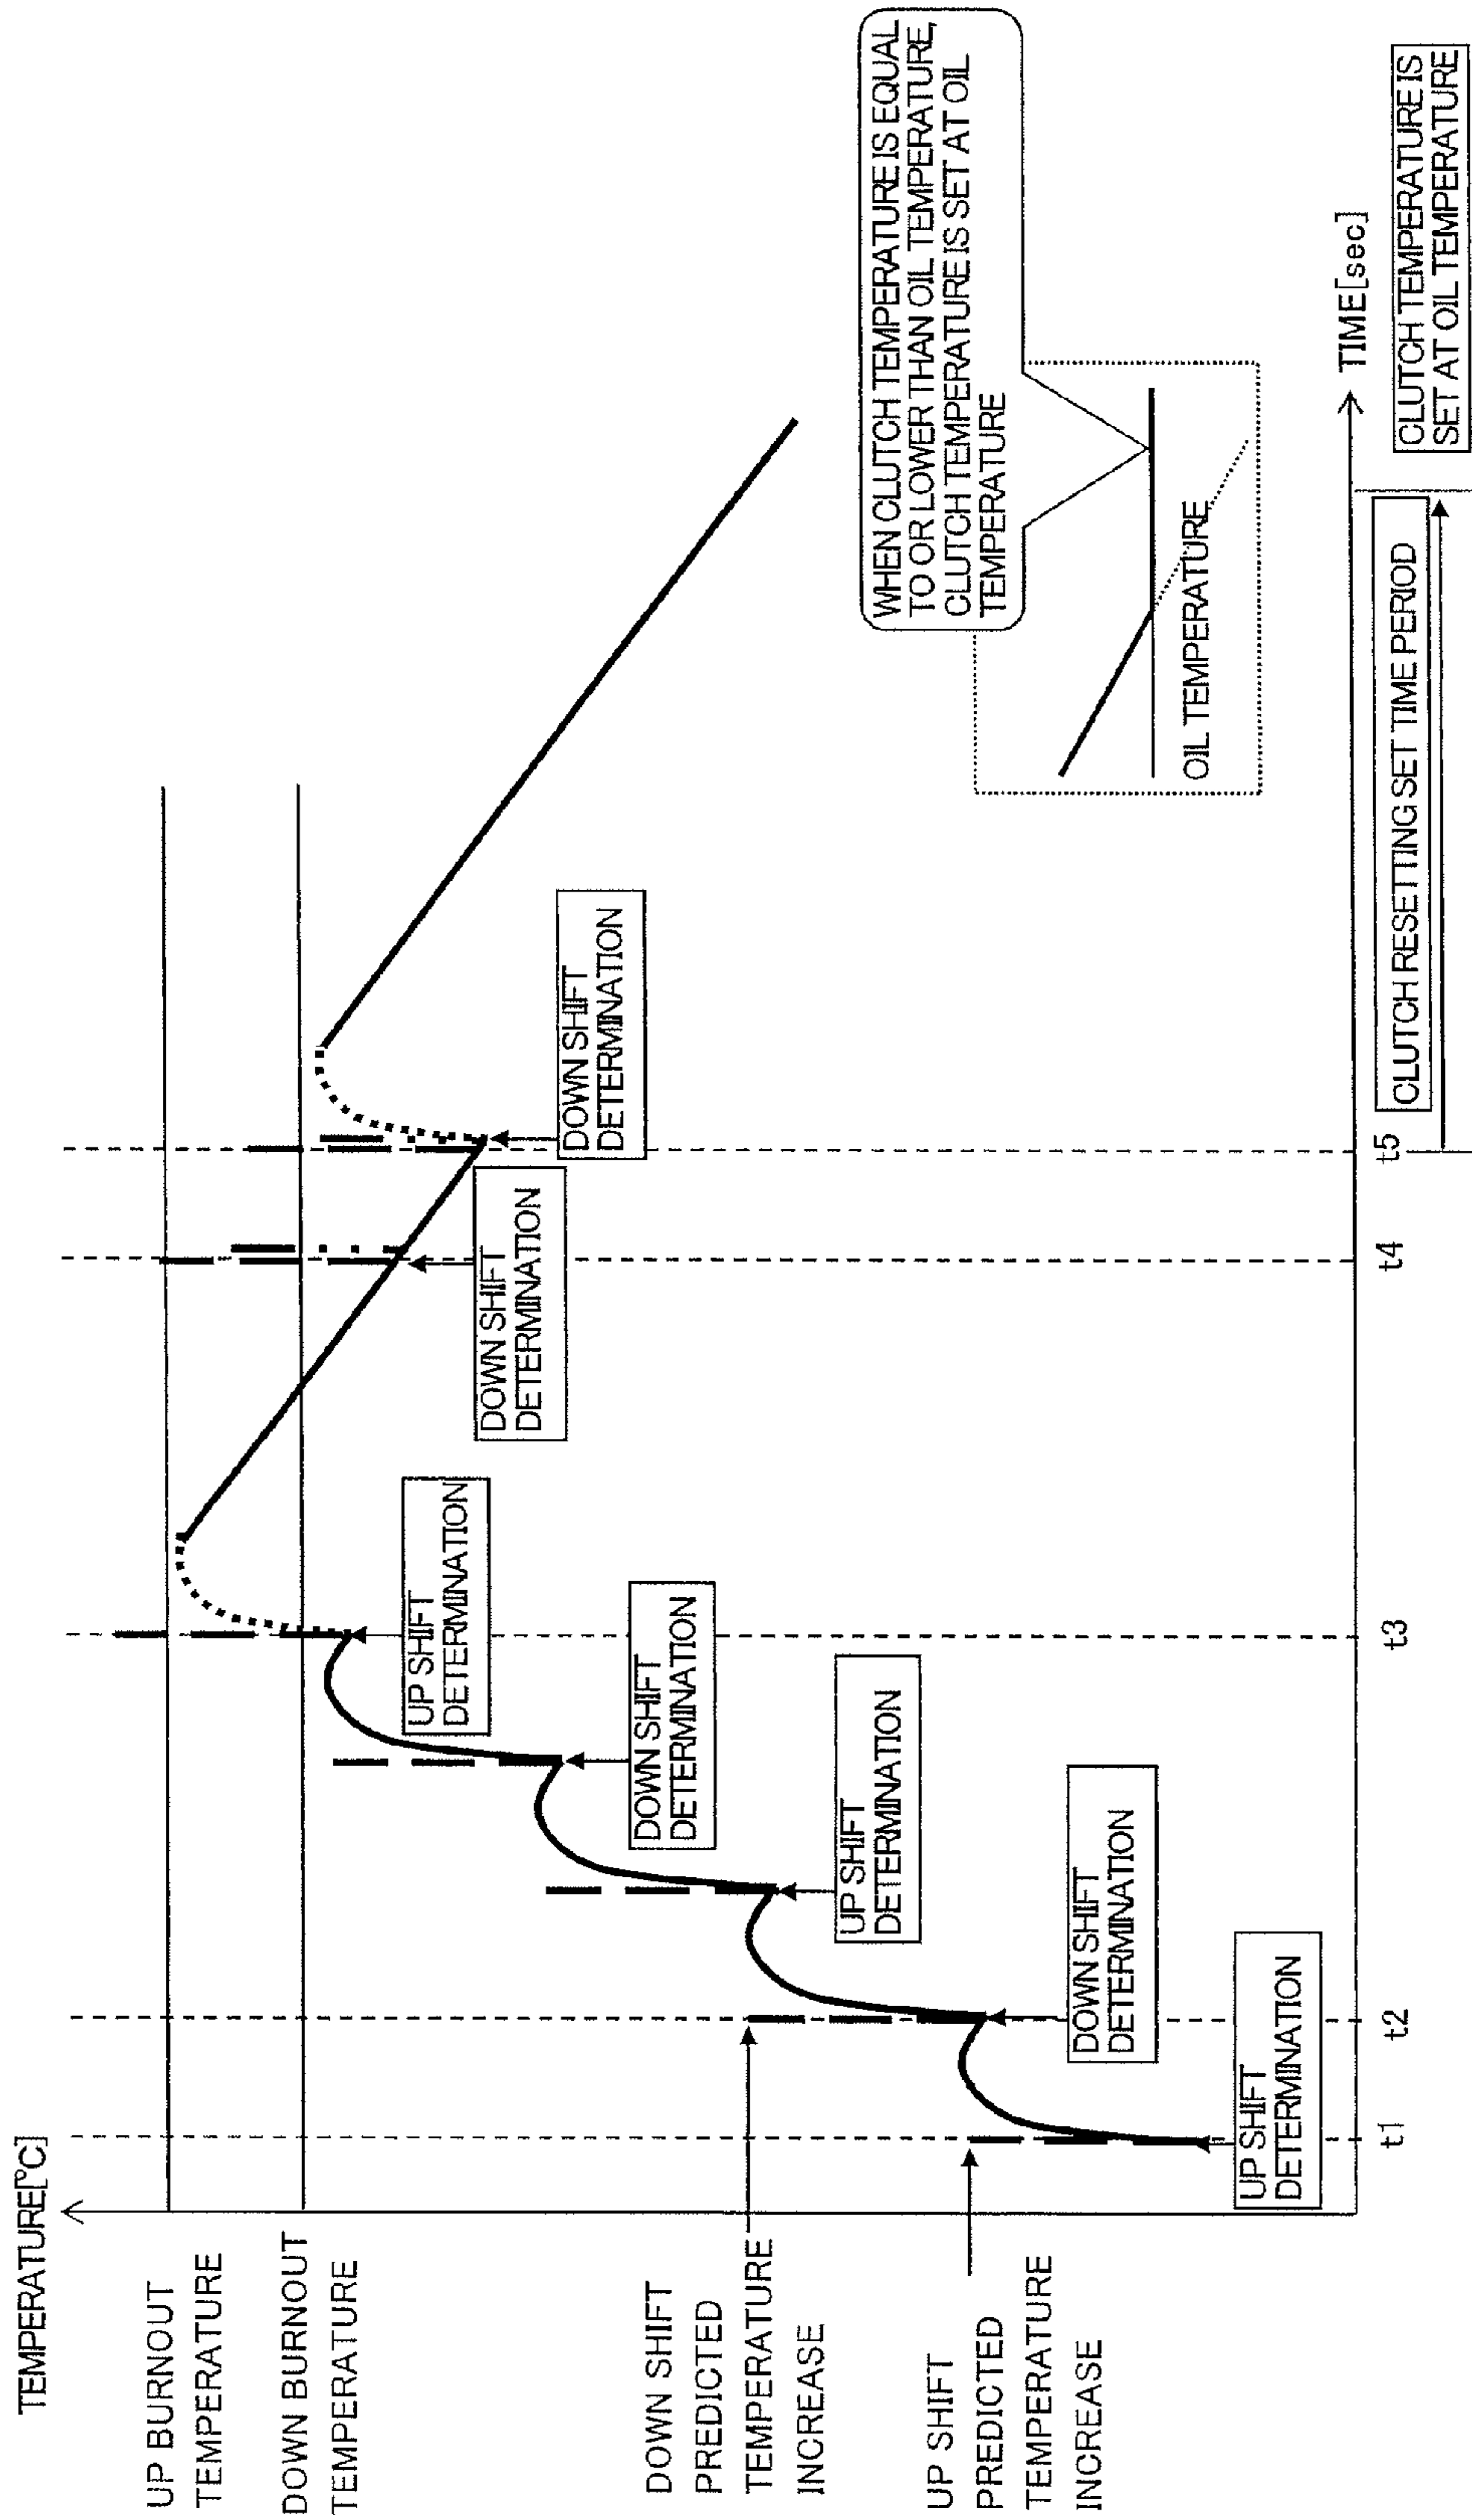 TEMPERATURE[°C]
UP BURNOUT
TEMPERATURE
DOWN BURNOUT
TEMPERATURE
DOWN SHIFT
PREDICTED
TEMPERATURE
INCREASE
UP SHIFT
PREDICTED
TEMPERATURE
INCREASE
UP SHIFT
DETERMINATION
DOWN SHIFT
DETERMINATION
UP SHIFT
DETERMINATION
DOWN SHIFT
DETERMINATION
UP SHIFT
DETERMINATION
DOWN SHIFT
DETERMINATION
DOWN SHIFT
DETERMINATION
WHEN CLUTCH TEMPERATURE IS EQUAL
TO OR LOWER THAN OIL TEMPERATURE,
CLUTCH TEMPERATURE IS SET AT OIL
TEMPERATURE
OIL TEMPERATURE
t1
t2
t3
t4
t5
TIME[sec]
CLUTCH RESETTING SET TIME PERIOD
CLUTCH TEMPERATURE IS
SET AT OIL TEMPERATURE